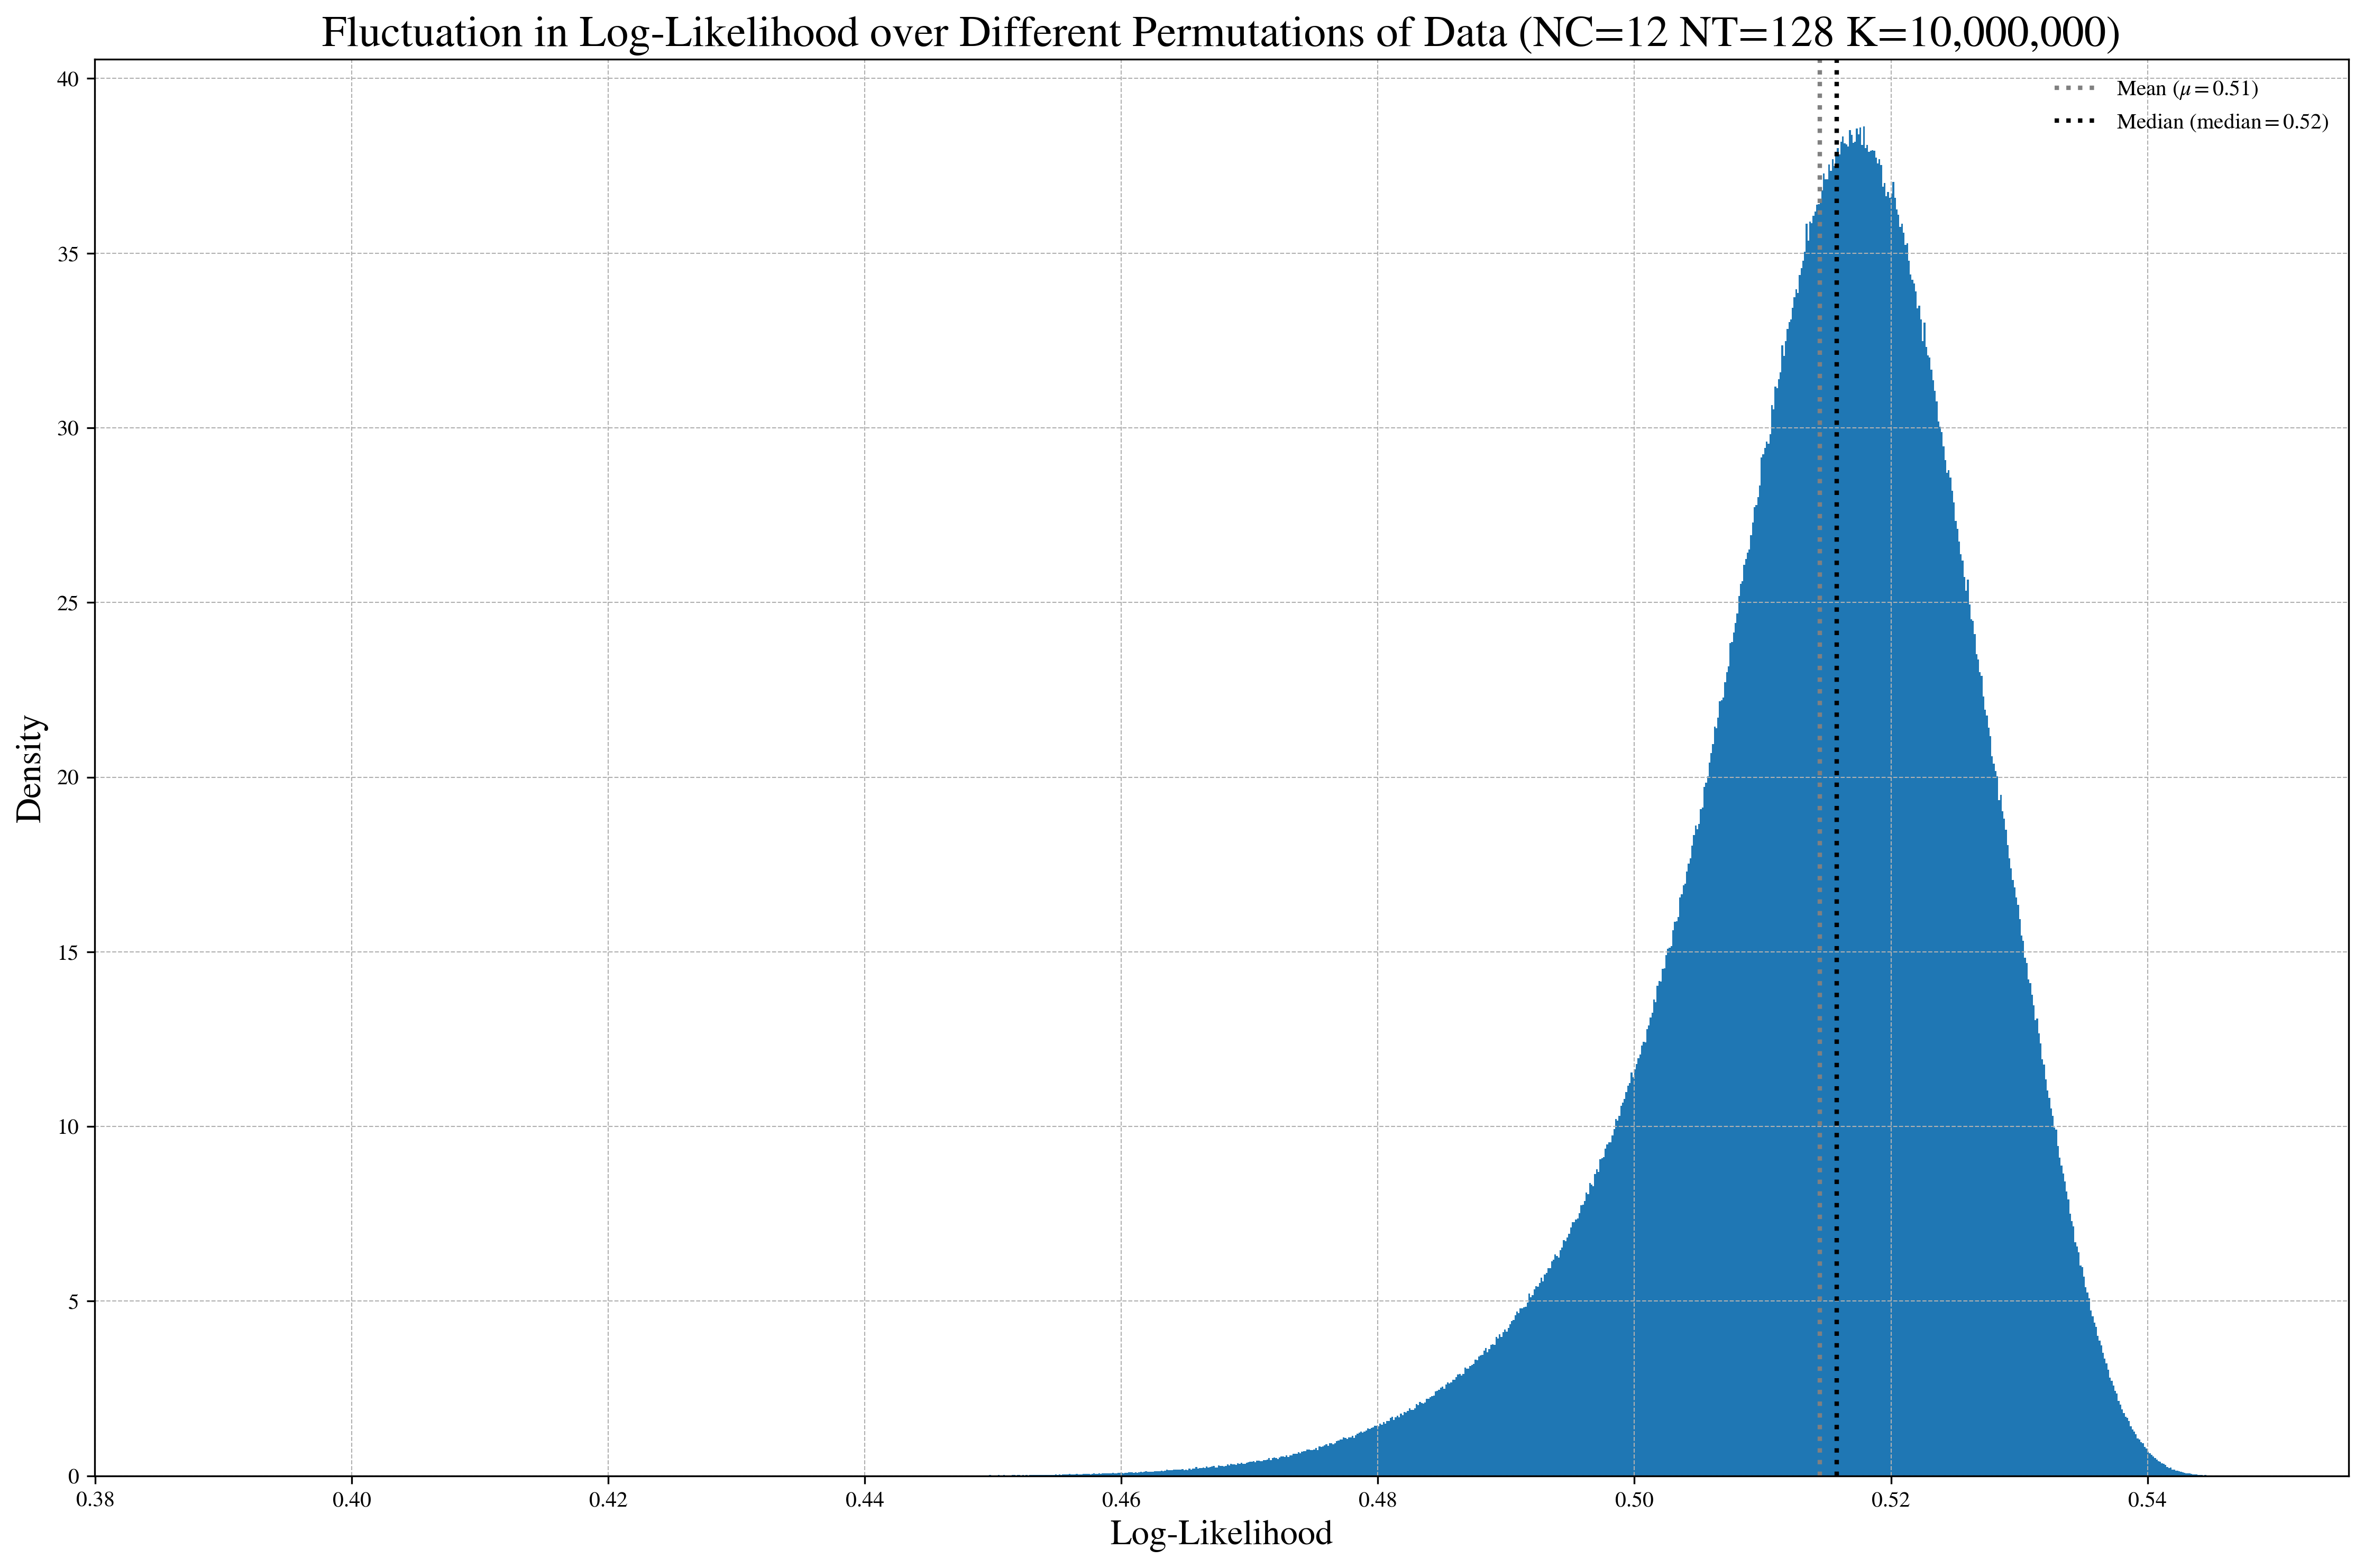 Fluctuation in Log-Likelihood over Different Permutations of Data (NC=12 NT=128 K=10,000,000)
Mean (μ=0.51)
Median (median=0.52)
Density
40
35
30
25
20
15
10
5
0
0.38 0.40 0.42 0.44 0.46 0.48 0.50 0.52 0.54
Log-Likelihood